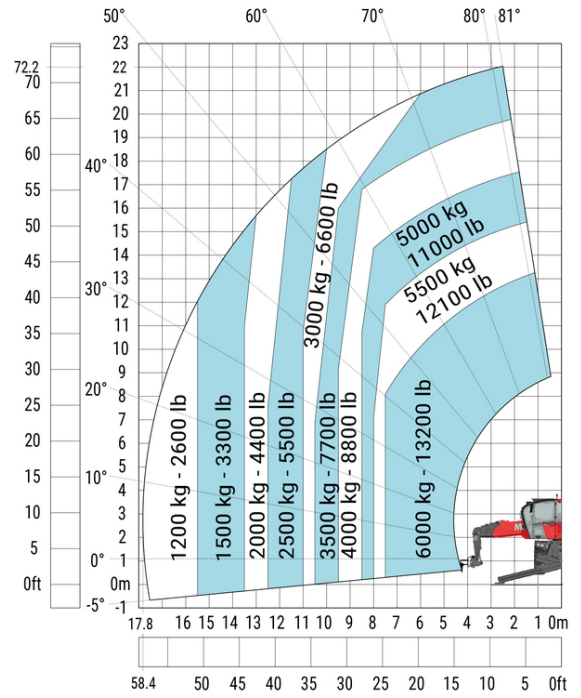 50° 60° 70° 80° 81°
23
72.2 22
70 21
20
65 19
60 40° 18
17
55 16
50 15
14
45 13
40 30° 12
35 11
10
30 9
25 20° 8
7
20 6
15 10° 5
4
10 3
5 2
0° 1
0ft 0m
-5° -1
1200 kg - 2600 lb
1500 kg - 3300 lb
2000 kg - 4400 lb
2500 kg - 5500 lb
3000 kg - 6600 lb
3500 kg - 7700 lb
4000 kg - 8800 lb
5000 kg
11000 lb
5500 kg
12100 lb
6000 kg - 13200 lb
17.8 16 15 14 13 12 11 10 9 8 7 6 5 4 3 2 1 0m
58.4 50 45 40 35 30 25 20 15 10 5 0ft